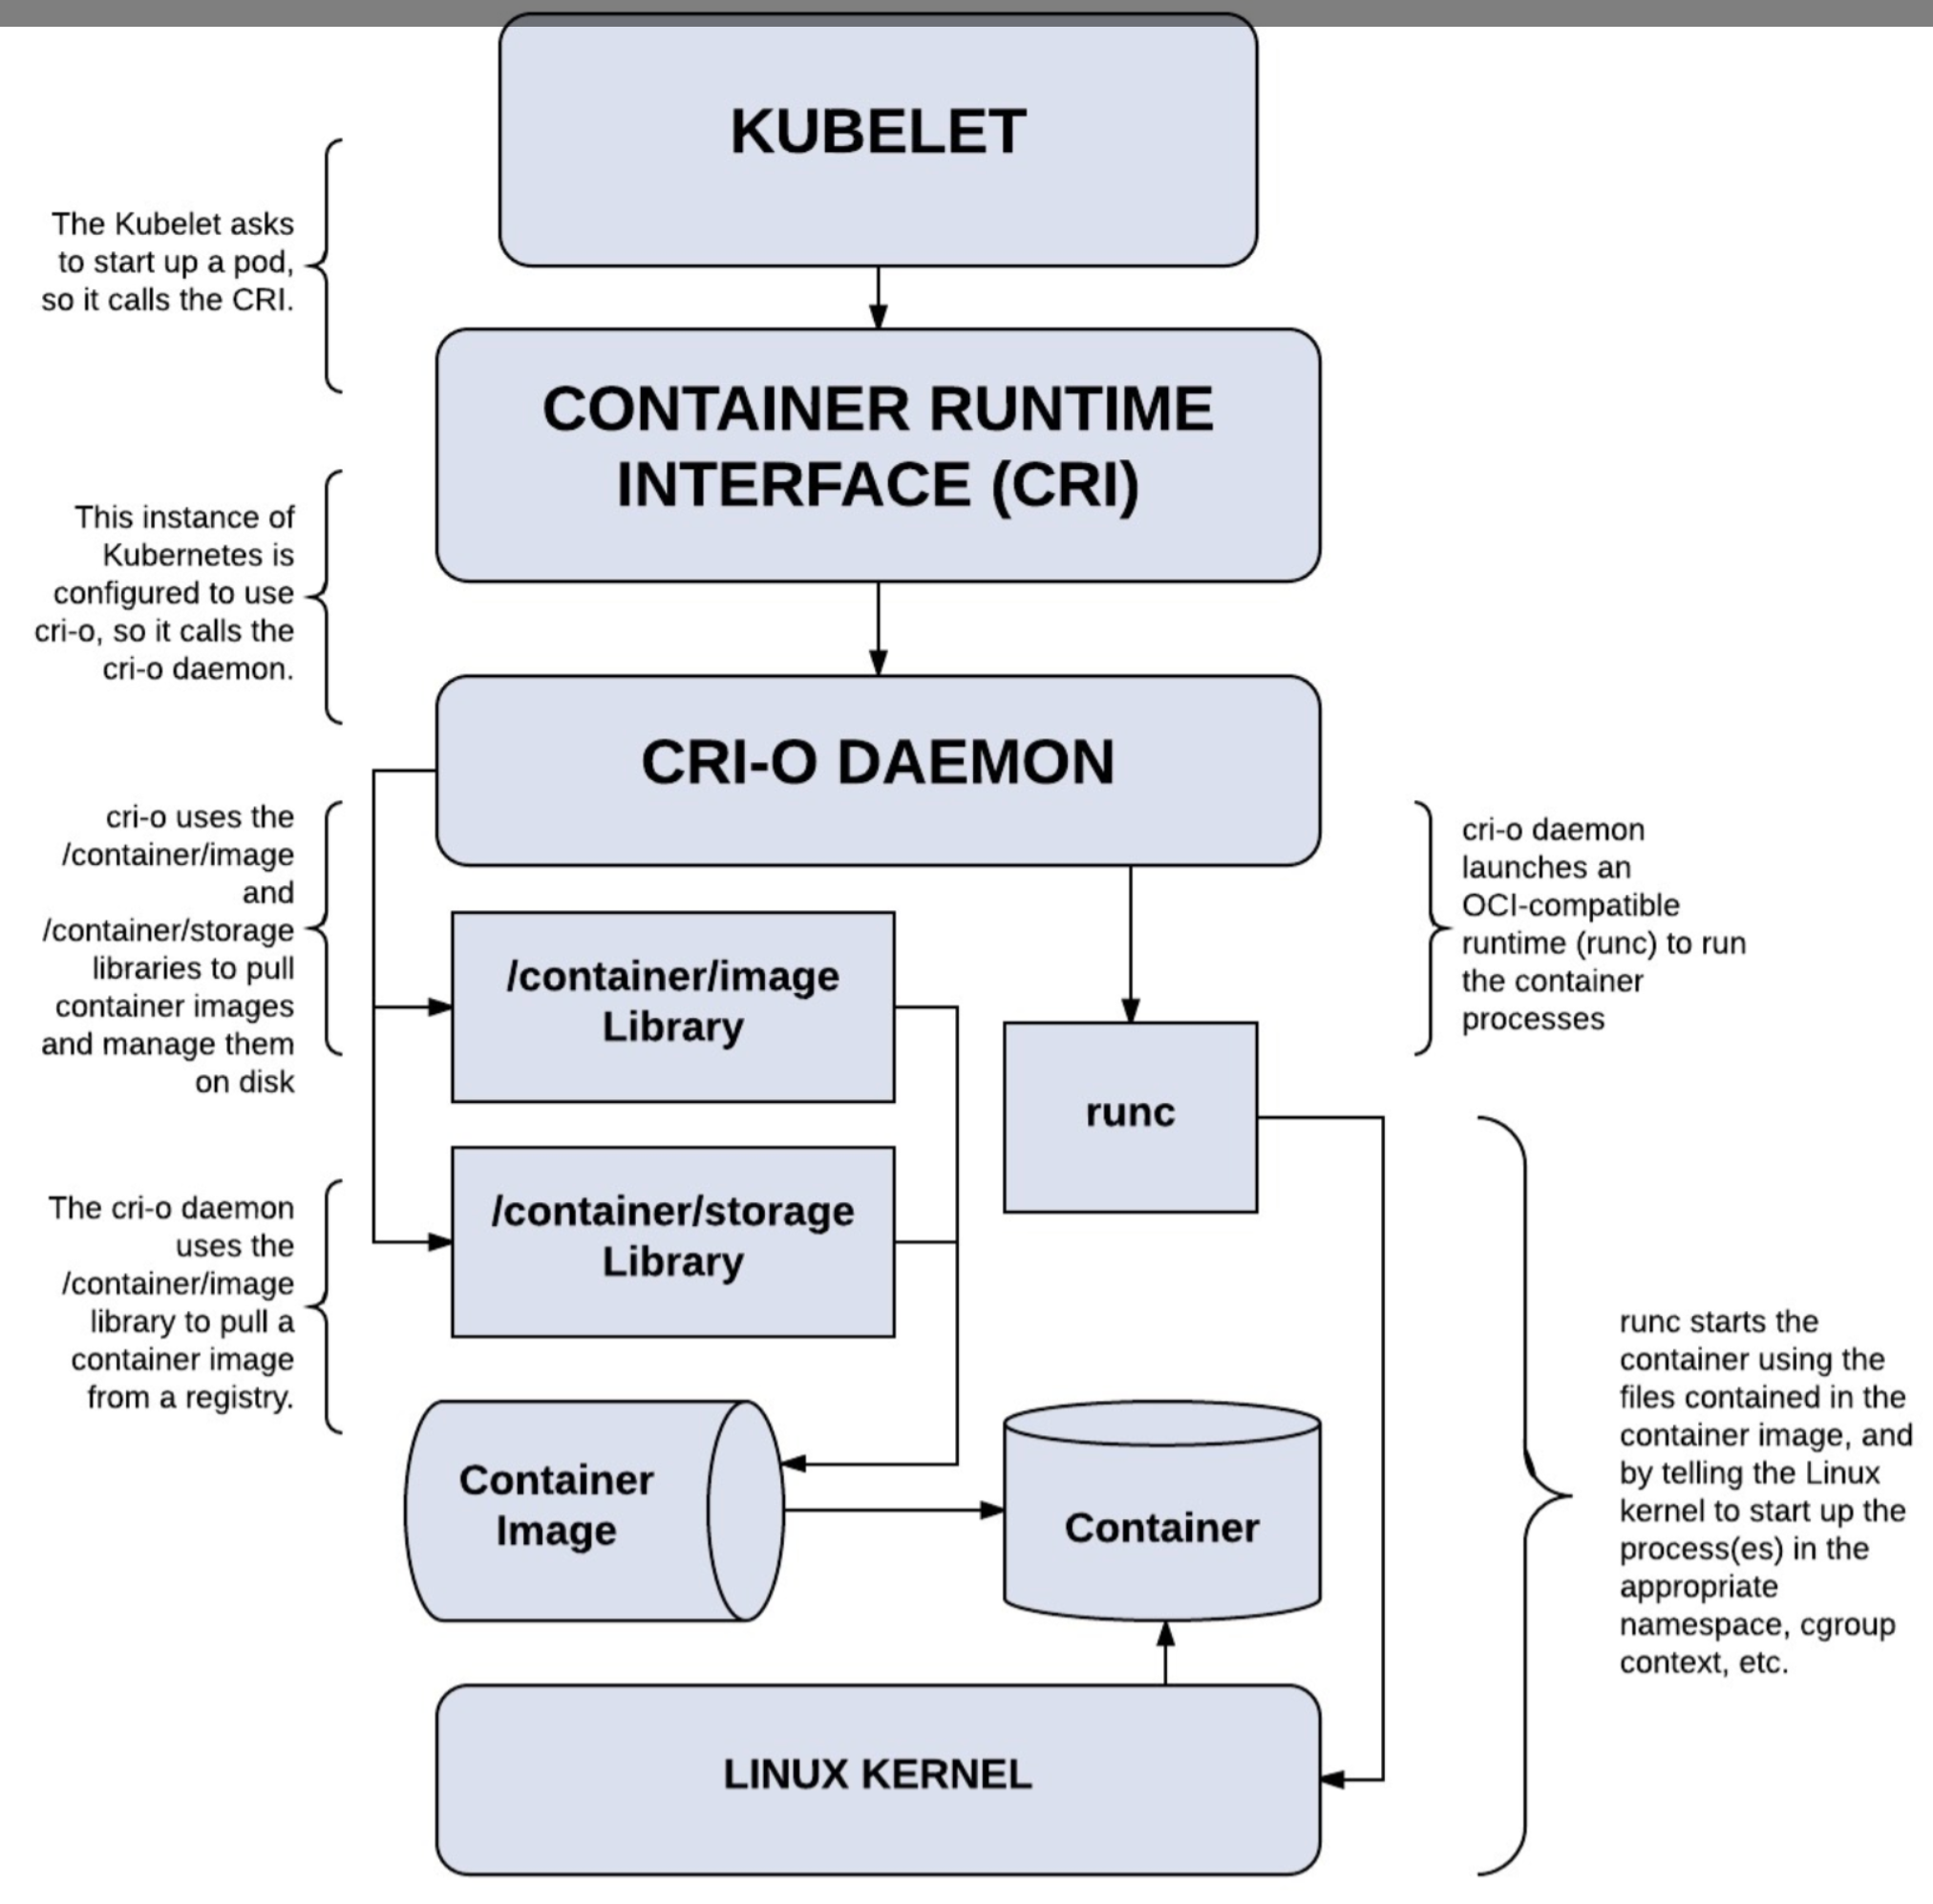 KUBELET
The Kubelet asks
to start up a pod,
so it calls the CRI.
CONTAINER RUNTIME
INTERFACE (CRI)
This instance of
Kubernetes is
configured to use
cri-o, so it calls the
cri-o daemon.
CRI-O DAEMON
cri-o uses the
/container/image
and
/container/storage
libraries to pull
container images
and manage them
on disk
cri-o daemon
launches an
OCI-compatible
runtime (runc) to run
the container
processes
/container/image
Library
runc
/container/storage
Library
The cri-o daemon
uses the
/container/image
library to pull a
container image
from a registry.
runc starts the
container using the
files contained in the
container image, and
by telling the Linux
kernel to start up the
process(es) in the
appropriate
namespace, cgroup
context, etc.
Container
Image
Container
LINUX KERNEL